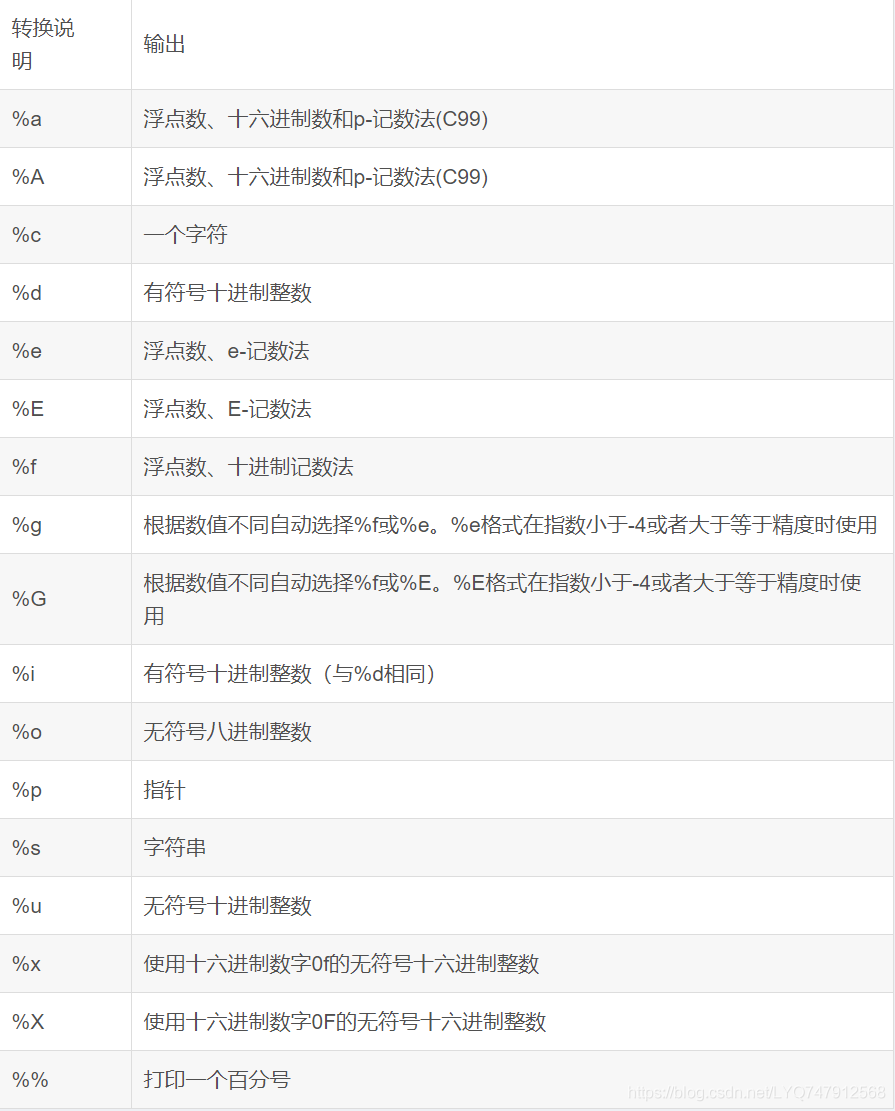 转换说
明
输出
%a
浮点数、十六进制数和p-记数法(C99)
%A
浮点数、十六进制数和p-记数法(C99)
%c
一个字符
%d
有符号十进制整数
%e
浮点数、e-记数法
%E
浮点数、E-记数法
%f
浮点数、十进制记数法
%g
根据数值不同自动选择%f或%e。%e格式在指数小于-4或者大于等于精度时使用
%G
根据数值不同自动选择%f或%E。%E格式在指数小于-4或者大于等于精度时使
用
%i
有符号十进制整数（与%d相同）
%o
无符号八进制整数
%p
指针
%s
字符串
%u
无符号十进制整数
%x
使用十六进制数字0f的无符号十六进制整数
%X
使用十六进制数字0F的无符号十六进制整数
%%
打印一个百分号
https://blog.csdn.net/LYQ747912568